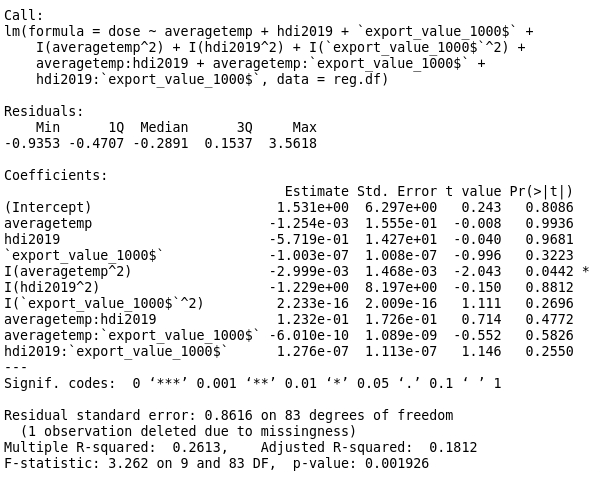 Call:
lm(formula = dose ~ averagetemp + hdi2019 + `export_value_1000$` +
    I(averagetemp^2) + I(hdi2019^2) + I(`export_value_1000$`^2) +
    averagetemp:hdi2019 + averagetemp:`export_value_1000$` +
    hdi2019:`export_value_1000$`, data = reg.df)

Residuals:
    Min      1Q  Median      3Q     Max
-0.9353 -0.4707 -0.2891  0.1537  3.5618

Coefficients:
                                   Estimate Std. Error t value Pr(>|t|)
(Intercept)                       1.531e+00  6.297e+00   0.243   0.8086
averagetemp                      -1.254e-03  1.555e-01  -0.008   0.9936
hdi2019                          -5.719e-01  1.427e+01  -0.040   0.9681
`export_value_1000$`             -1.003e-07  1.008e-07  -0.996   0.3223
I(averagetemp^2)                 -2.999e-03  1.468e-03  -2.043   0.0442 *
I(hdi2019^2)                     -1.229e+00  8.197e+00  -0.150   0.8812
I(`export_value_1000$`^2)         2.233e-16  2.009e-16   1.111   0.2696
averagetemp:hdi2019               1.232e-01  1.726e-01   0.714   0.4772
averagetemp:`export_value_1000$` -6.010e-10  1.089e-09  -0.552   0.5826
hdi2019:`export_value_1000$`      1.276e-07  1.113e-07   1.146   0.2550
---
Signif. codes:  0 ‘***’ 0.001 ‘**’ 0.01 ‘*’ 0.05 ‘.’ 0.1 ‘ ’ 1

Residual standard error: 0.8616 on 83 degrees of freedom
  (1 observation deleted due to missingness)
Multiple R-squared:  0.2613,    Adjusted R-squared:  0.1812
F-statistic: 3.262 on 9 and 83 DF,  p-value: 0.001926